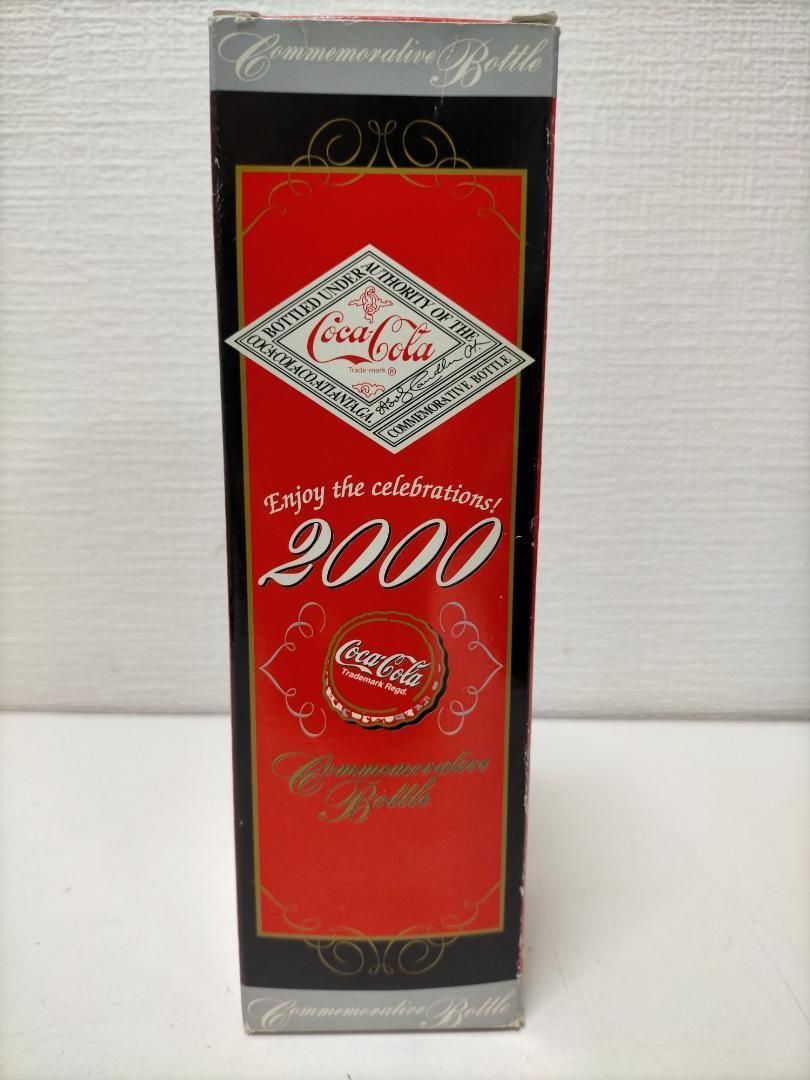 Commemorative Bottle
BOTTLED UNDER AUTHORITY OF THE
Coca-Cola
Trade-mark ®
COCA-COLA CO. ATLANTA, GA.
COMMEMORATIVE BOTTLE
Enjoy the celebrations!
2000
Coca-Cola
Trademark Regd.
Commemorative
Bottle
Commemorative Bottle